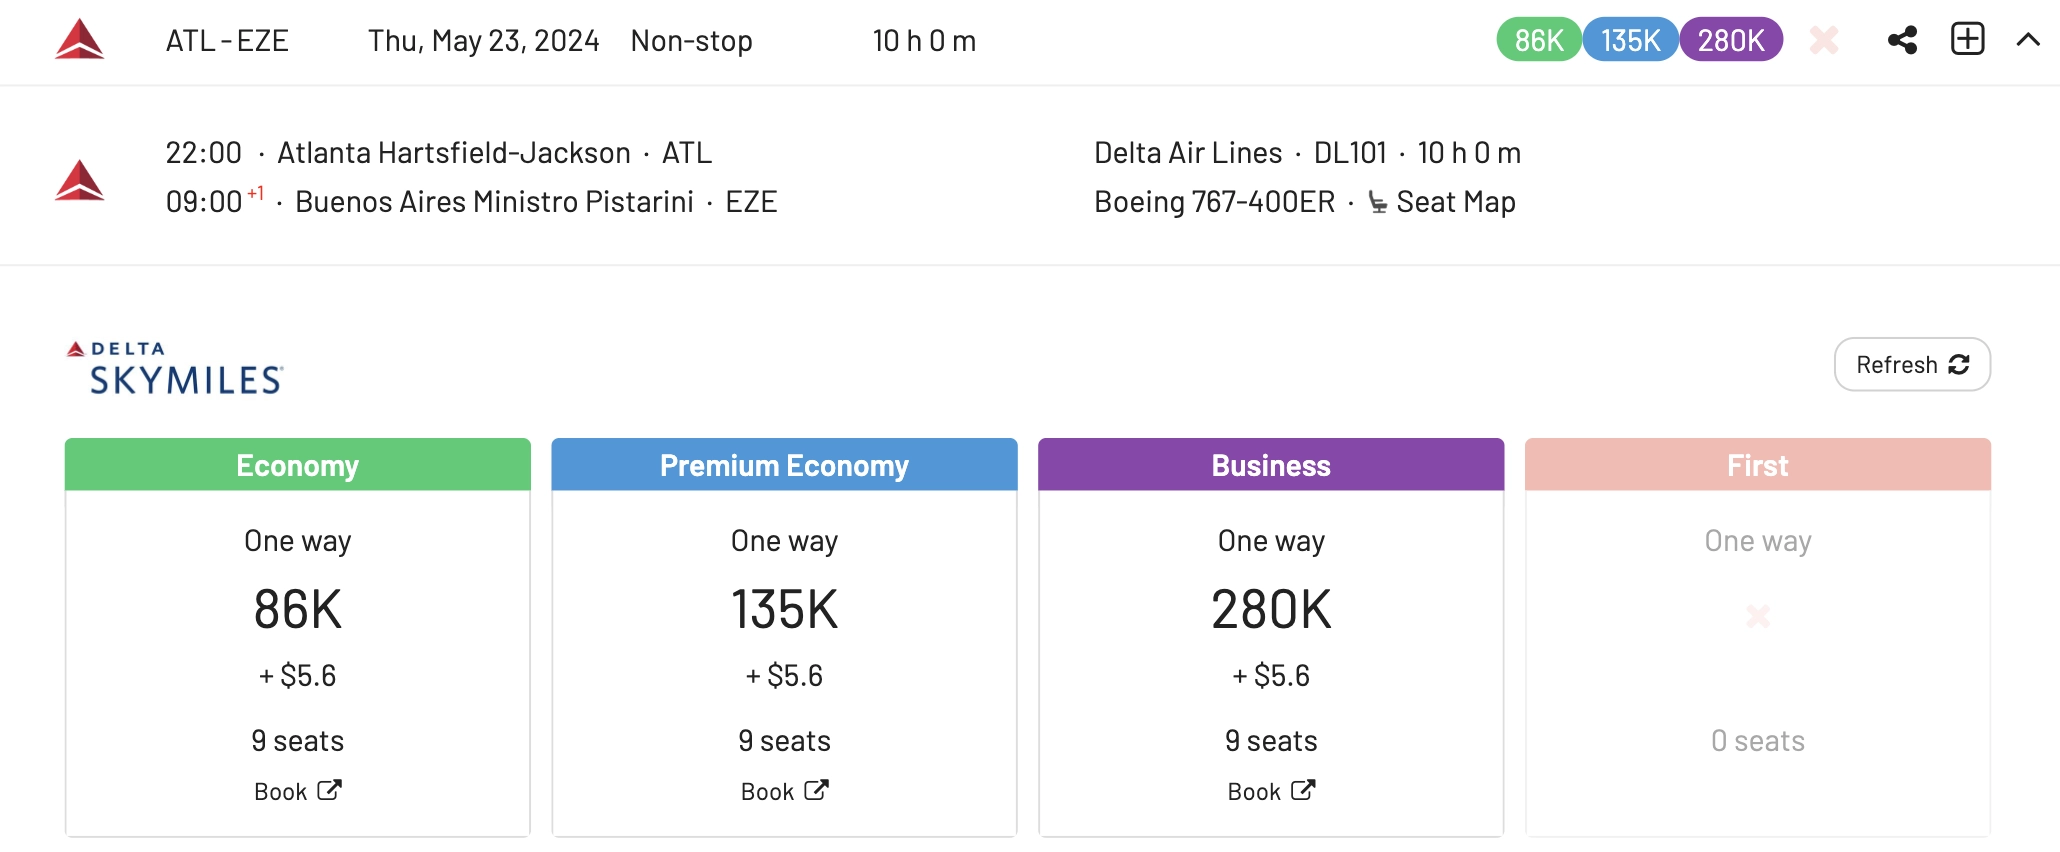 ATL - EZE Thu, May 23, 2024 Non-stop 10 h 0 m 86K 135K 280K
22:00 · Atlanta Hartsfield-Jackson · ATL Delta Air Lines · DL101 · 10 h 0 m
09:00 +1 · Buenos Aires Ministro Pistarini · EZE Boeing 767-400ER · Seat Map
DELTA
SKYMILES
Refresh
Economy Premium Economy Business First
One way One way One way One way
86K 135K 280K
+ $5.6 + $5.6 + $5.6
9 seats 9 seats 9 seats 0 seats
Book Book Book